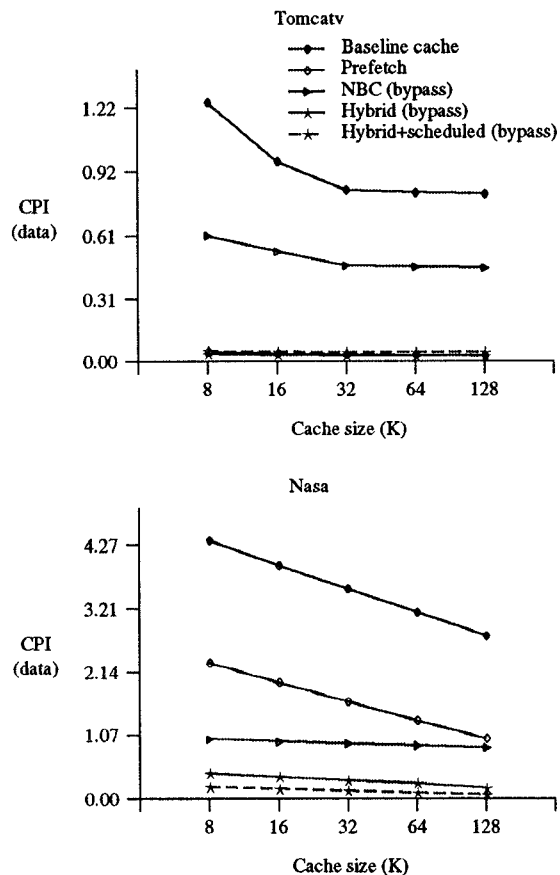 Tomcatv
Baseline cache
Prefetch
NBC (bypass)
Hybrid (bypass)
Hybrid+scheduled (bypass)
1.22
0.92
0.61
0.31
0.00
CPI
(data)
8 16 32 64 128
Cache size (K)
Nasa
4.27
3.21
2.14
1.07
0.00
CPI
(data)
8 16 32 64 128
Cache size (K)